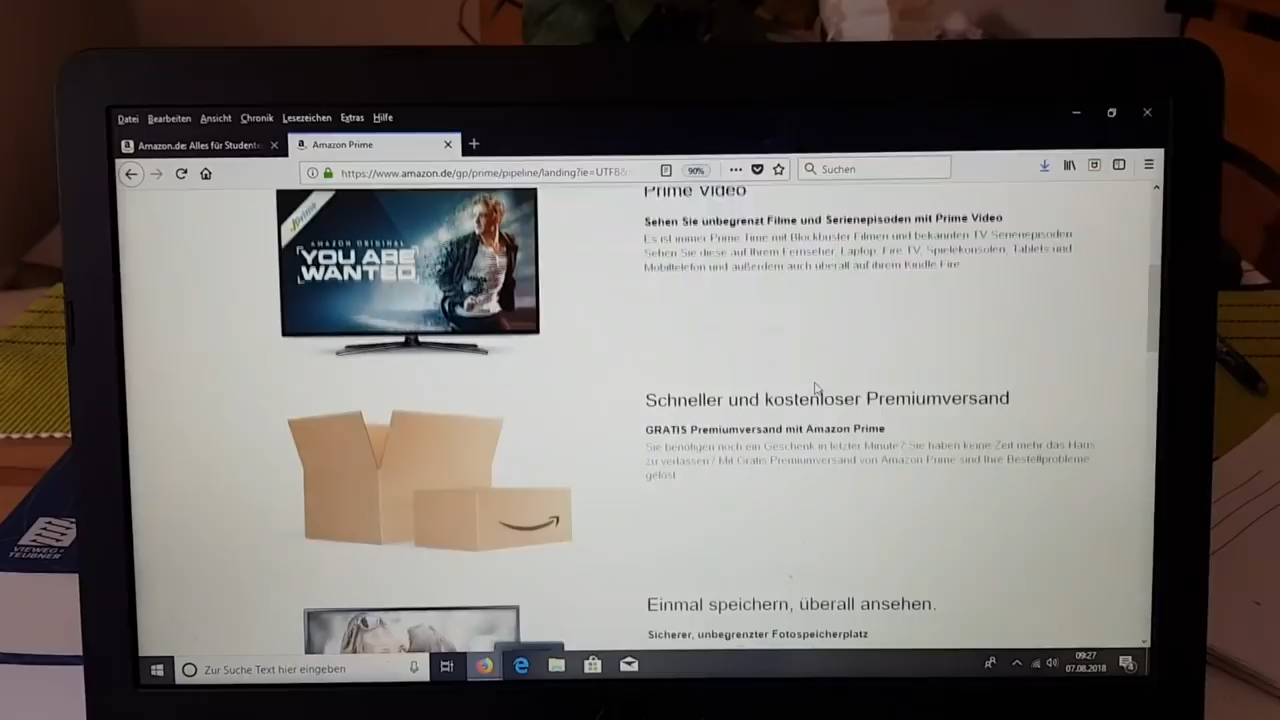 Datei Bearbeiten Ansicht Chronik Lesezeichen Extras Hilfe
Amazon.de: Alles für Student
Amazon Prime
https://www.amazon.de/gp/prime/pipeline/landing?ie=UTF8&
90%
Suchen
Prime Video
Sehen Sie unbegrenzt Filme und Serienepisoden mit Prime Video
Es ist immer Prime Time mit Blockbuster Filmen und bekannten TV Serienepisoden
Sehen Sie diese auf Ihrem Fernseher, Laptop, Fire TV, Spielekonsolen, Tablets und
Mobiltelefon und außerdem auch überall auf ihrem Kindle Fire
prime
AMAZON ORIGINAL
YOU ARE
WANTED
Schneller und kostenloser Premiumversand
GRATIS Premiumversand mit Amazon Prime
Sie benötigen noch ein Geschenk in letzter Minute? Sie haben keine Zeit mehr das Haus
zu verlassen? Mit Gratis Premiumversand von Amazon Prime sind Ihre Bestellprobleme
gelöst
Einmal speichern, überall ansehen.
Sicherer, unbegrenzter Fotospeicherplatz
Zur Suche Text hier eingeben
09:27
07.08.2018
4
VIEWEG+
TEUBNER